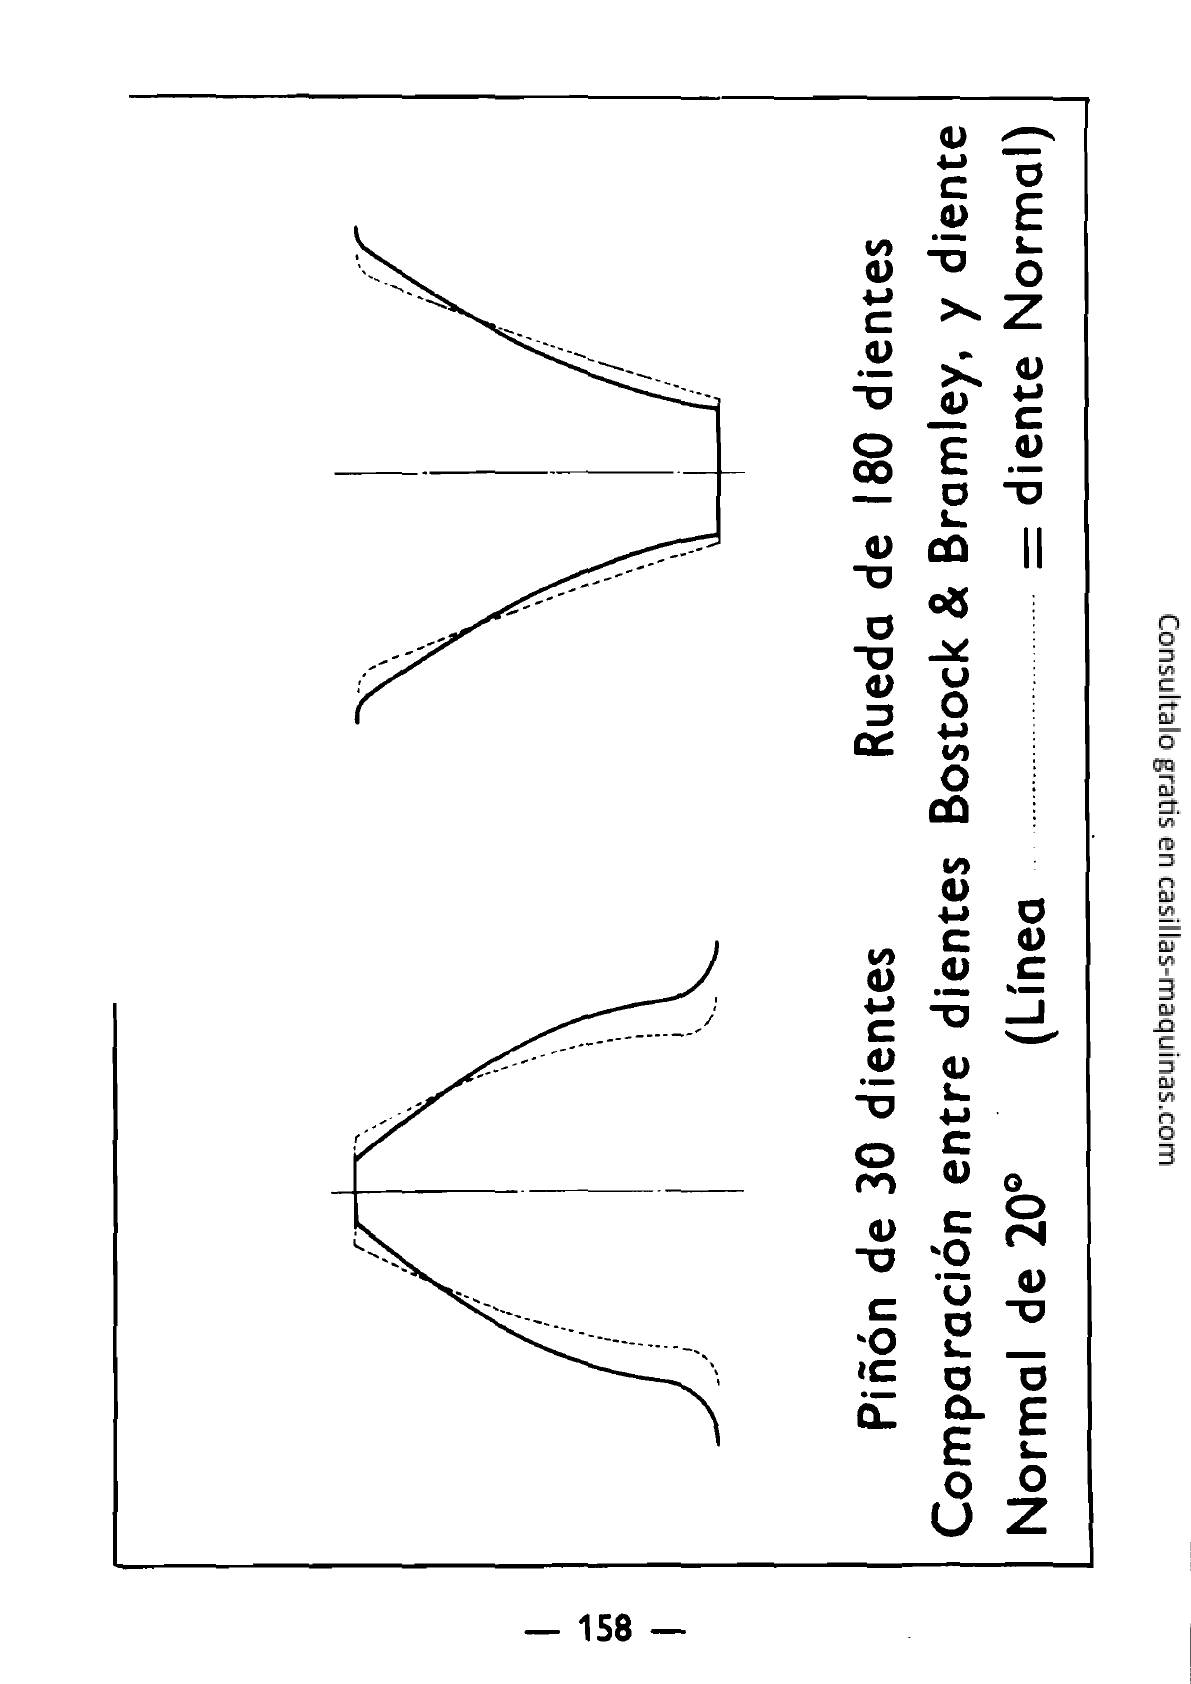 Piñón de 30 dientes
Rueda de 180 dientes
Comparación entre dientes Bostock & Bramley, y diente
Normal de 20° (Línea ............ = diente Normal)
— 158 —
Consultalo gratis en casillas-maquinas.com